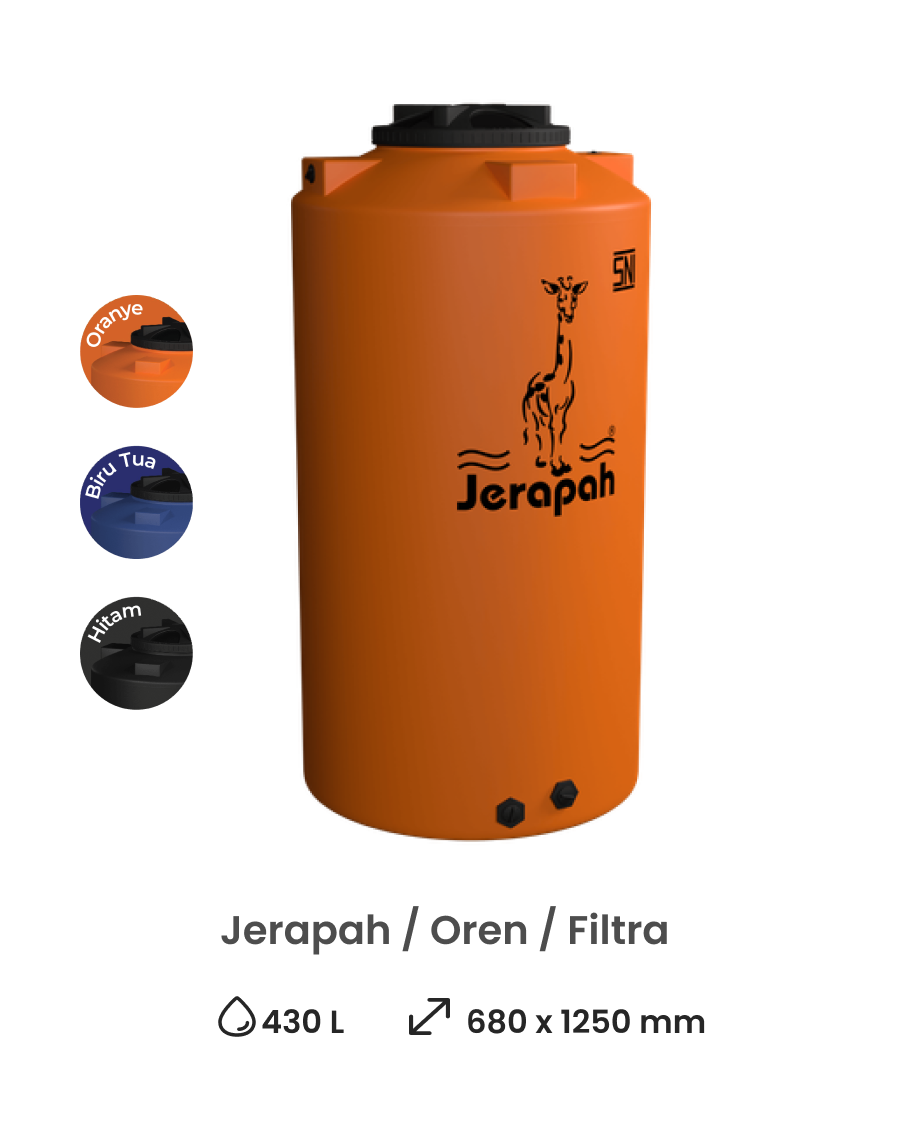 SNI
Oranye
®
Biru Tua
Jerapah
Hitam
Jerapah / Oren / Filtra
430 L
680 x 1250 mm